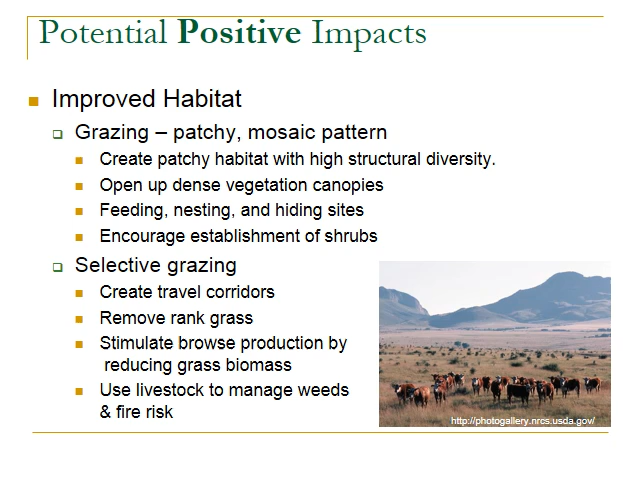 Potential Positive Impacts
Improved Habitat
Grazing – patchy, mosaic pattern
Create patchy habitat with high structural diversity.
Open up dense vegetation canopies
Feeding, nesting, and hiding sites
Encourage establishment of shrubs
Selective grazing
Create travel corridors
Remove rank grass
Stimulate browse production by
reducing grass biomass
Use livestock to manage weeds
& fire risk
http://photogallery.nrcs.usda.gov/